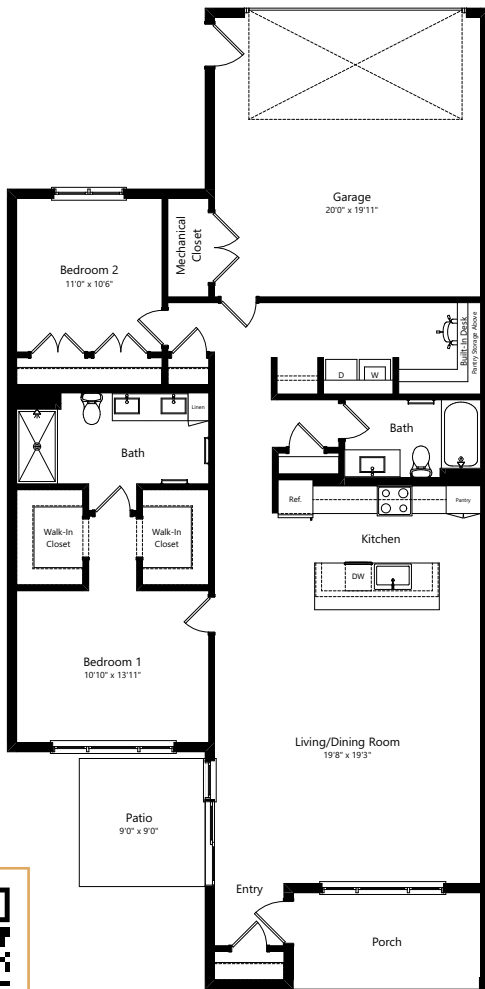 Garage
20'0" x 19'11"
Mechanical
Closet
Bedroom 2
11'0" x 10'6"
Built-In Desk
Pantry Storage Above
D
W
Linen
Bath
Bath
Ref.
Pantry
Kitchen
Walk-In
Closet
Walk-In
Closet
DW
Bedroom 1
10'10" x 13'11"
Living/Dining Room
19'8" x 19'3"
Patio
9'0" x 9'0"
Entry
Porch